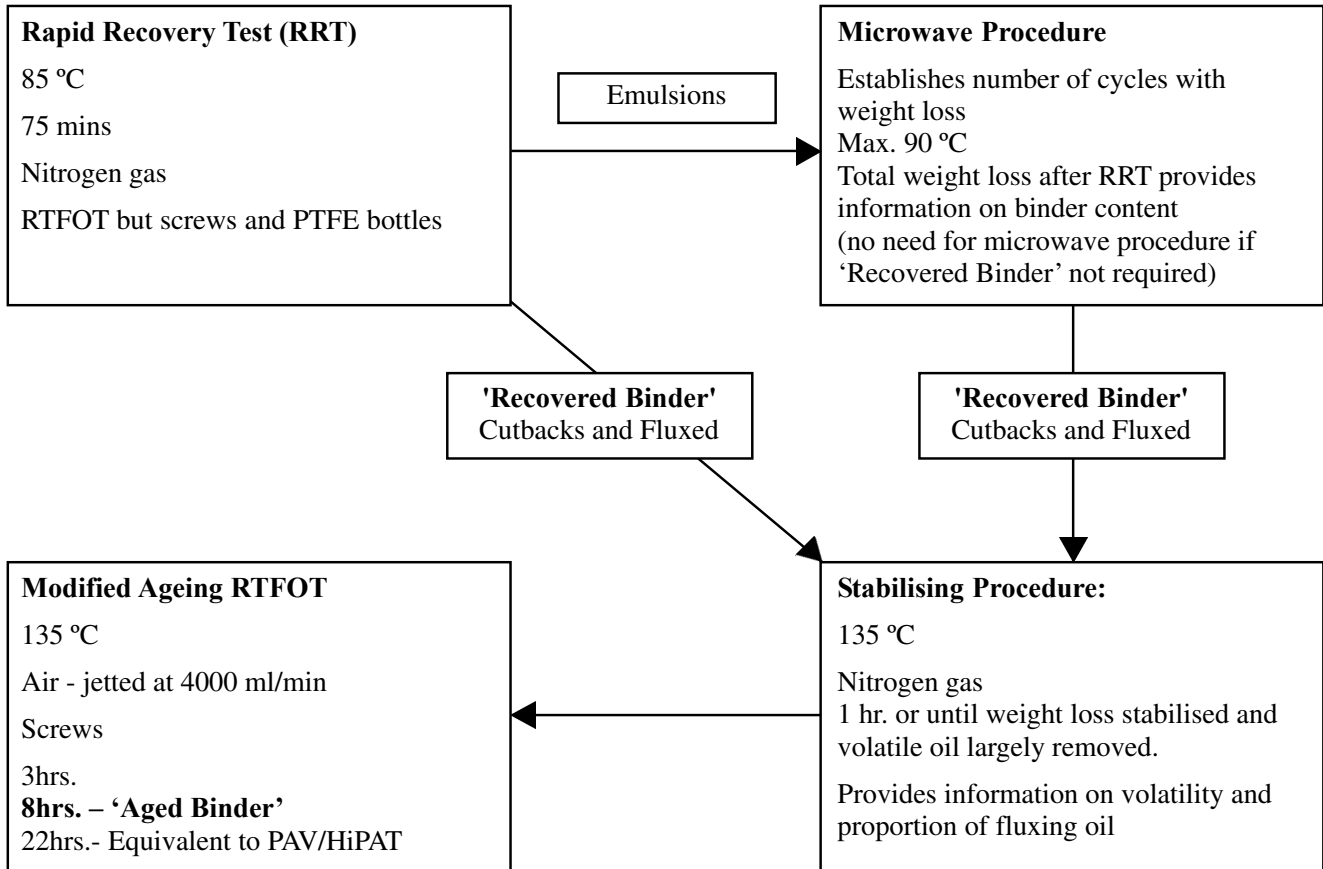 Rapid Recovery Test (RRT)
85 ºC
75 mins
Nitrogen gas
RTFOT but screws and PTFE bottles
Emulsions
Microwave Procedure
Establishes number of cycles with
weight loss
Max. 90 ºC
Total weight loss after RRT provides
information on binder content
(no need for microwave procedure if
‘Recovered Binder’ not required)
'Recovered Binder'
Cutbacks and Fluxed
'Recovered Binder'
Cutbacks and Fluxed
Modified Ageing RTFOT
135 ºC
Air - jetted at 4000 ml/min
Screws
3hrs.
8hrs. – ‘Aged Binder’
22hrs.- Equivalent to PAV/HiPAT
Stabilising Procedure:
135 ºC
Nitrogen gas
1 hr. or until weight loss stabilised and
volatile oil largely removed.
Provides information on volatility and
proportion of fluxing oil